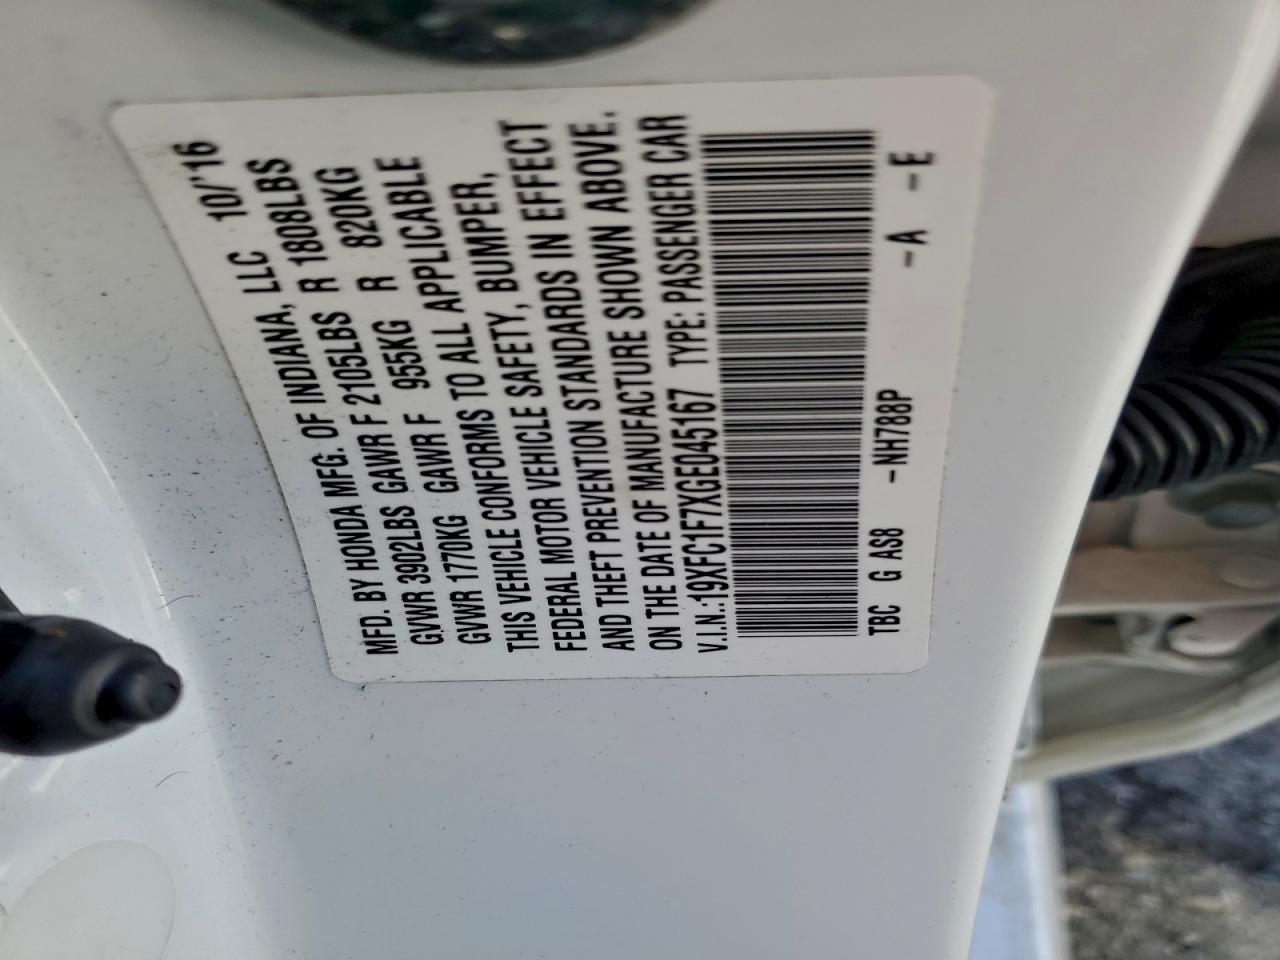 MFD. BY HONDA MFG. OF INDIANA, LLC 10/'16
GVWR 3902LBS GAWR F 2105LBS R 1808LBS
GVWR 1770KG GAWR F 955KG R 820KG
THIS VEHICLE CONFORMS TO ALL APPLICABLE
FEDERAL MOTOR VEHICLE SAFETY, BUMPER,
AND THEFT PREVENTION STANDARDS IN EFFECT
ON THE DATE OF MANUFACTURE SHOWN ABOVE.
V.I.N.:19XFC1F7XGE045167 TYPE: PASSENGER CAR
TBC G AS8 -NH788P -A -E